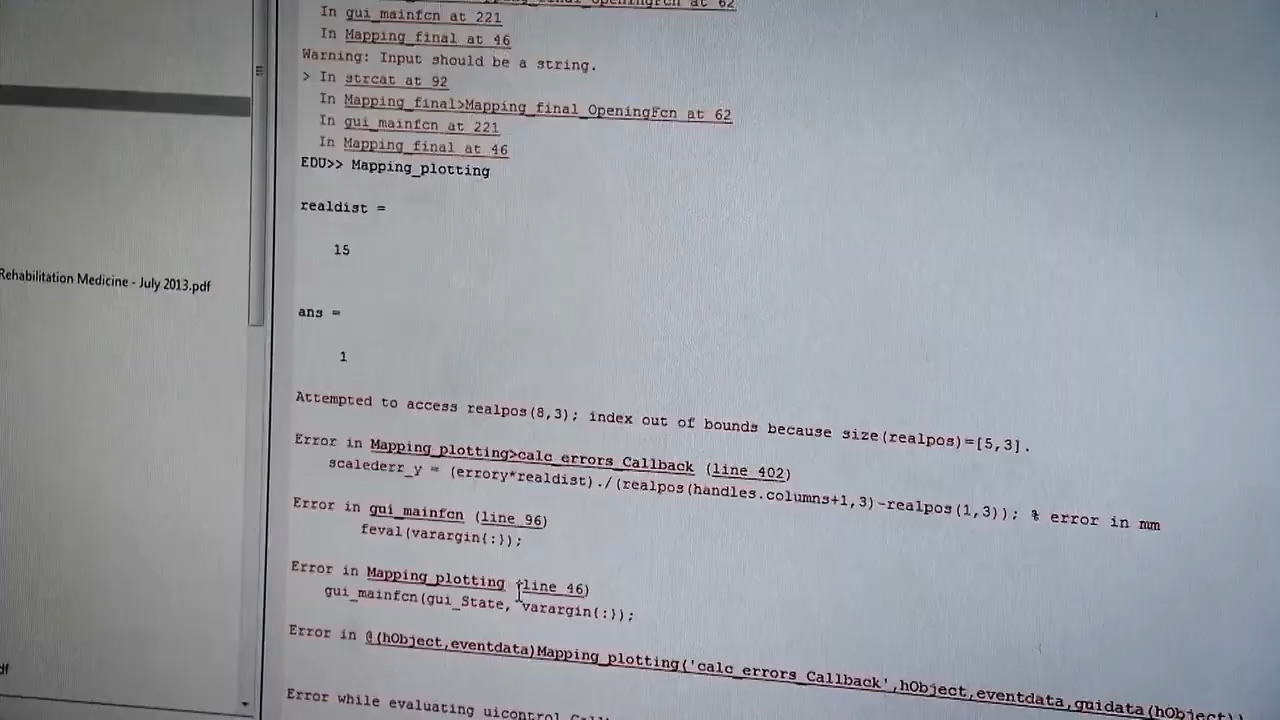 OpeningFcn at 62
In gui_mainfcn at 221
In Mapping_final at 46
Warning: Input should be a string.
> In strcat at 92
In Mapping_final>Mapping_final_OpeningFcn at 62
In gui_mainfcn at 221
In Mapping_final at 46
EDU>> Mapping_plotting
realdist =
15
Rehabilitation Medicine - July 2013.pdf
ans =
1
Attempted to access realpos(8,3); index out of bounds because size(realpos)=[5,3].
Error in Mapping_plotting>calc_errors_Callback (line 402)
scalederr_y = (errory*realdist)./(realpos(handles.columns+1,3)-realpos(1,3)); % error in mm
Error in gui_mainfcn (line 96)
feval(varargin{:});
Error in Mapping_plotting (line 46)
gui_mainfcn(gui_State, varargin{:});
Error in @(hObject,eventdata)Mapping_plotting('calc_errors_Callback',hObject,eventdata,guidata(hObject))
df
Error while evaluating uicontrol